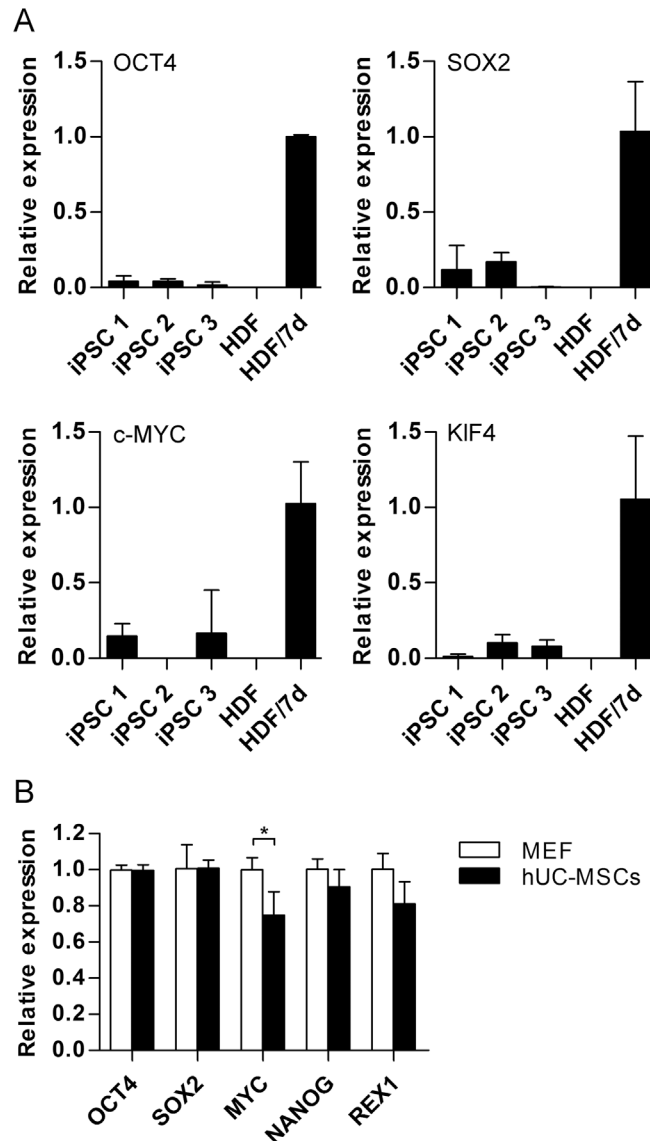 A
OCT4
Relative expression
1.5
1.0
0.5
0.0
iPSC 1
iPSC 2
iPSC 3
HDF
HDF/7d
SOX2
Relative expression
1.5
1.0
0.5
0.0
iPSC 1
iPSC 2
iPSC 3
HDF
HDF/7d
c-MYC
Relative expression
1.5
1.0
0.5
0.0
iPSC 1
iPSC 2
iPSC 3
HDF
HDF/7d
KIF4
Relative expression
1.5
1.0
0.5
0.0
iPSC 1
iPSC 2
iPSC 3
HDF
HDF/7d
B
Relative expression
1.2
1.0
0.8
0.6
0.4
0.2
0.0
*
OCT4
SOX2
MYC
NANOG
REX1
MEF
hUC-MSCs